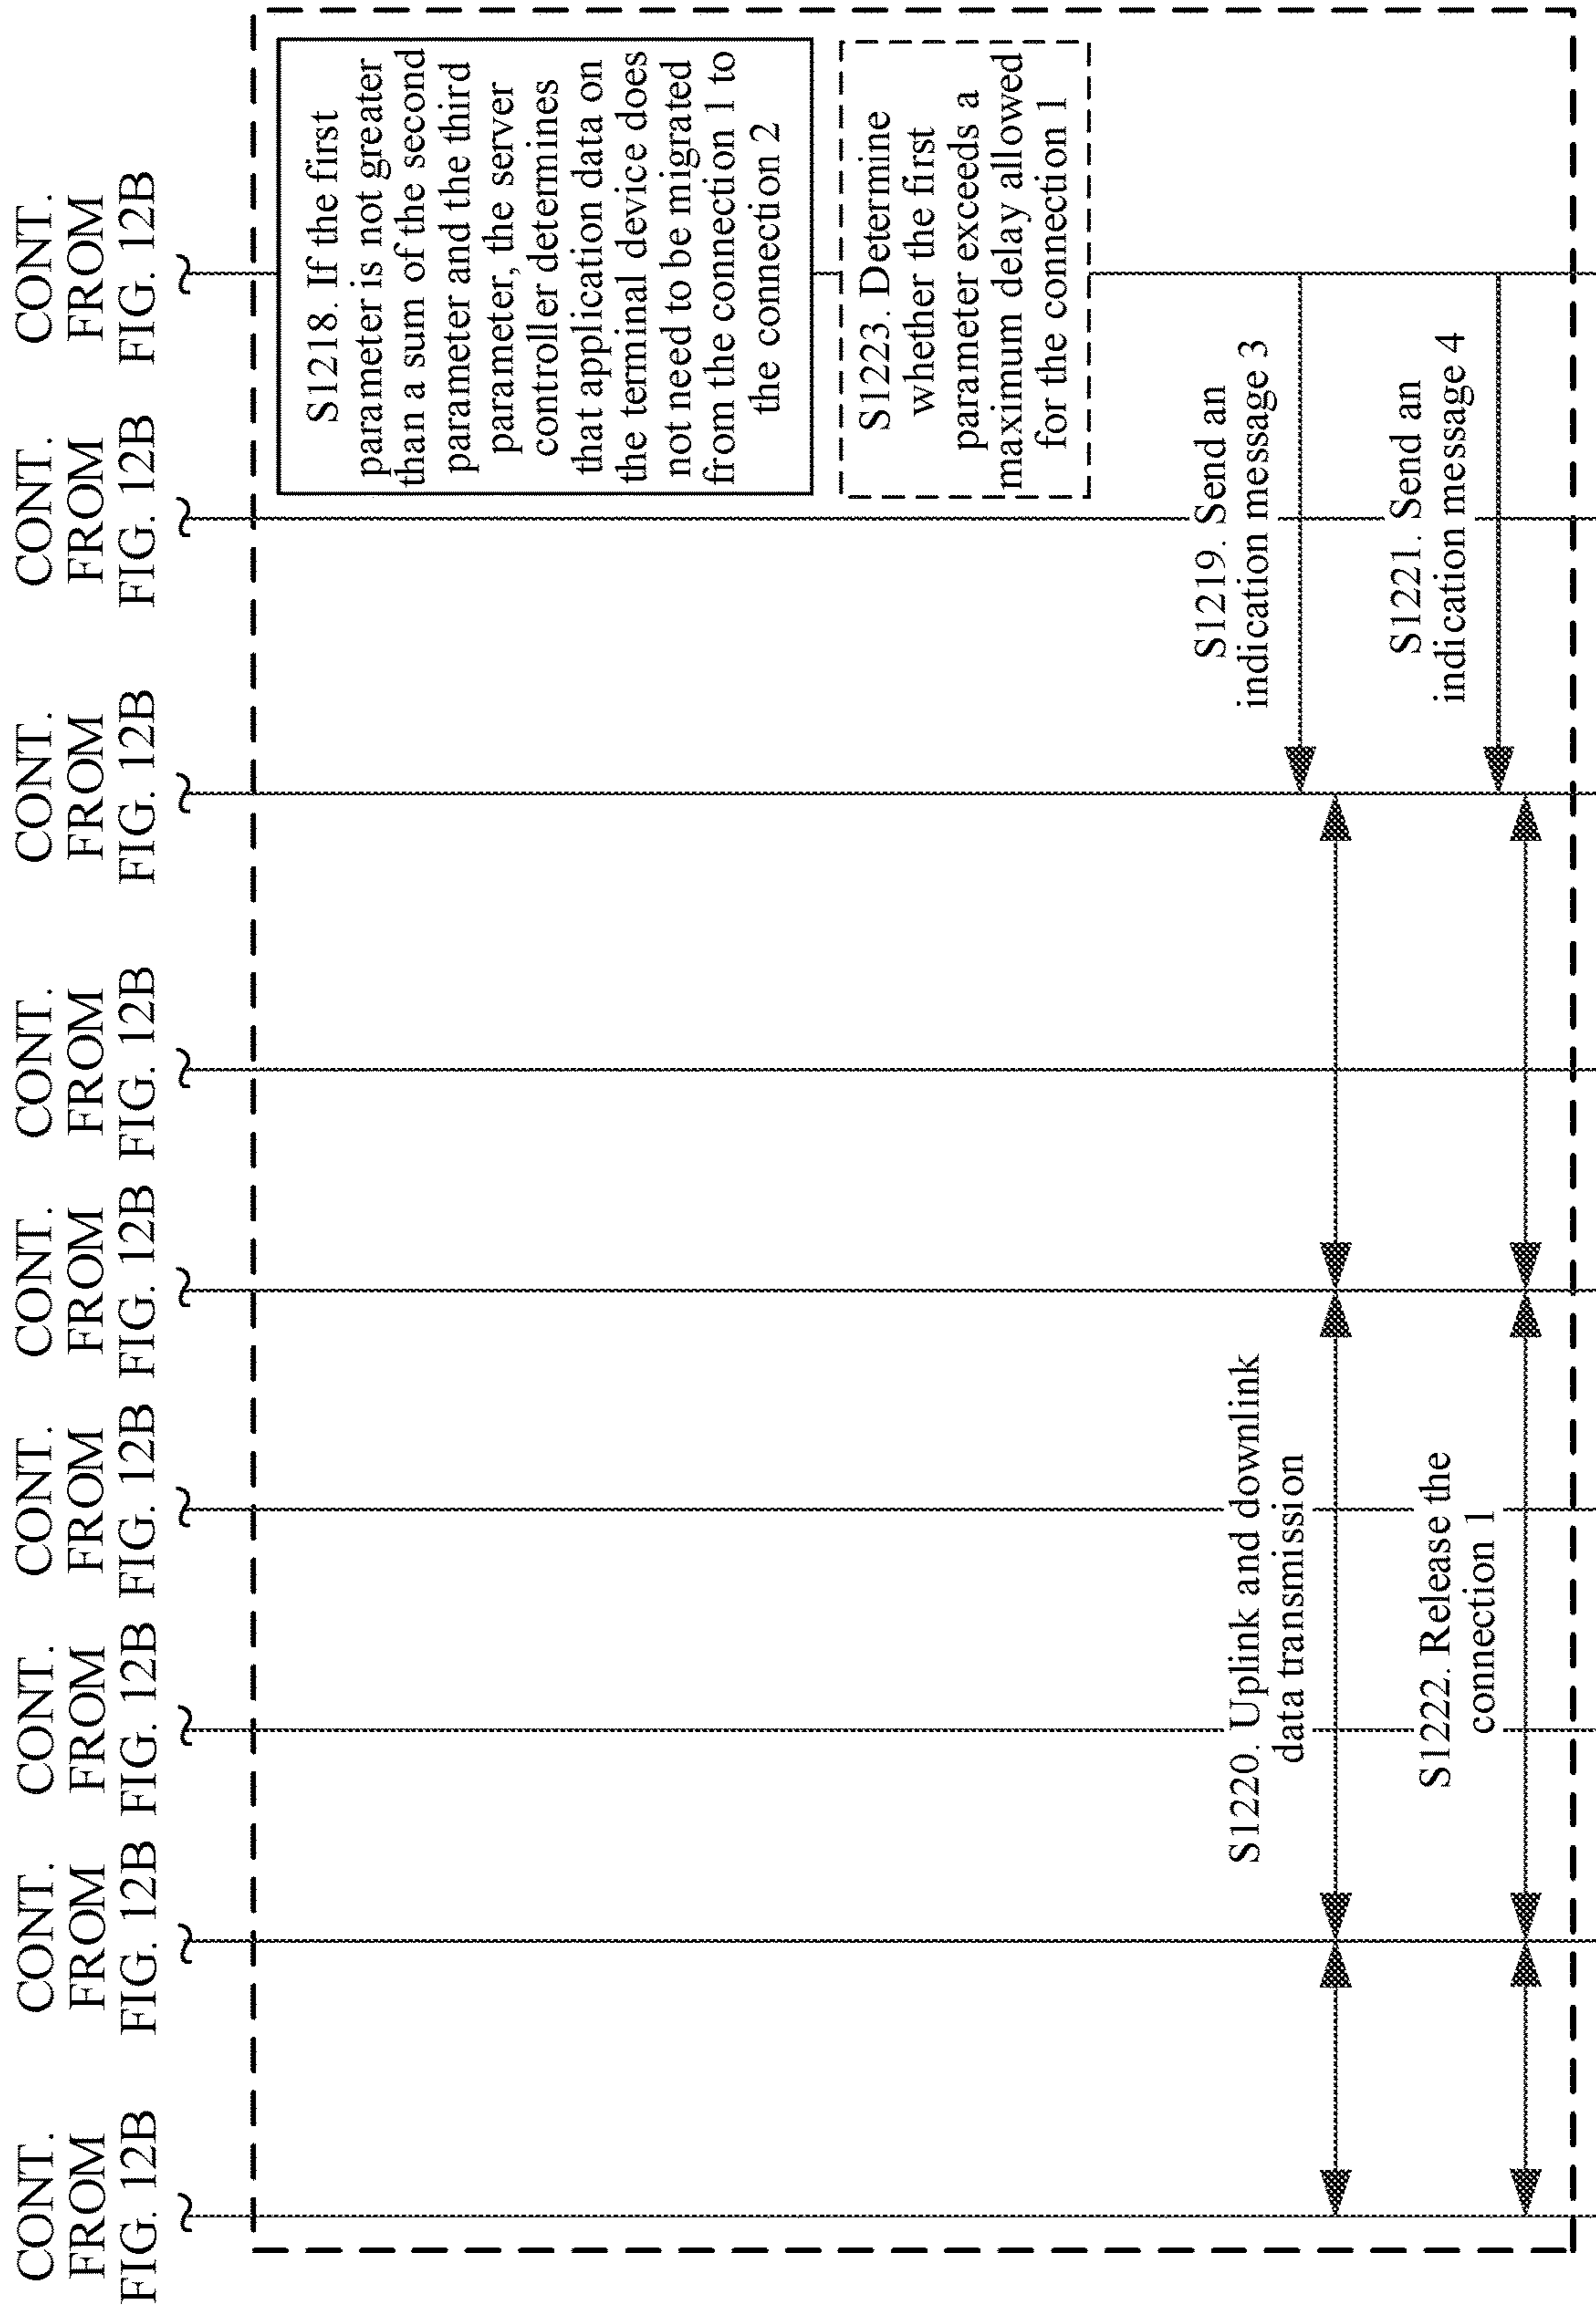 CONT.
FROM
FIG. 12B
CONT.
FROM
FIG. 12B
CONT.
FROM
FIG. 12B
CONT.
FROM
FIG. 12B
CONT.
FROM
FIG. 12B
CONT.
FROM
FIG. 12B
CONT.
FROM
FIG. 12B
CONT.
FROM
FIG. 12B
CONT.
FROM
FIG. 12B
S1218. If the first
parameter is not greater
than a sum of the second
parameter and the third
parameter, the server
controller determines
that application data on
the terminal device does
not need to be migrated
from the connection 1 to
the connection 2
S1223. Determine
whether the first
parameter exceeds a
maximum delay allowed
for the connection 1
S1219. Send an
indication message 3
S1220. Uplink and downlink
data transmission
S1221. Send an
indication message 4
S1222. Release the
connection 1